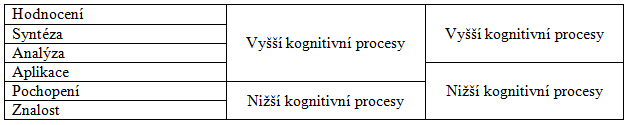 Hodnocení
Syntéza
Analýza
Aplikace
Pochopení
Znalost
Vyšší kognitivní procesy
Nižší kognitivní procesy
Vyšší kognitivní procesy
Nižší kognitivní procesy